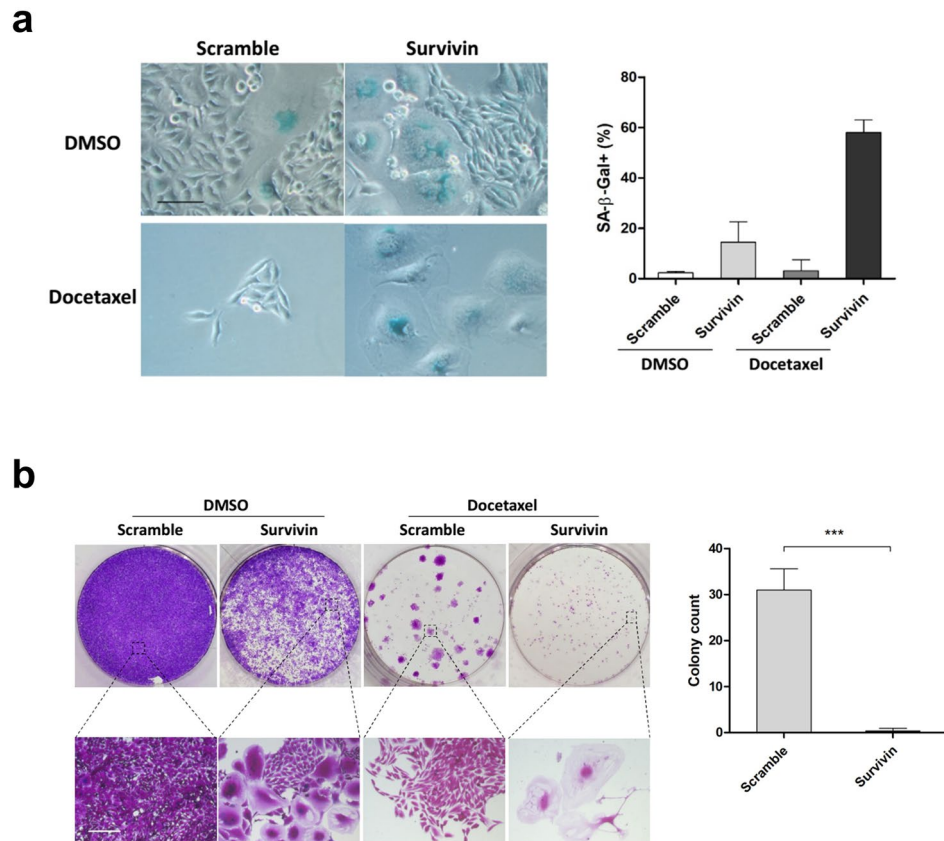 a
Scramble Survivin
DMSO
Docetaxel
SA-β-Gal+ (%)
80
60
40
20
0
Scramble
Survivin
Scramble
Survivin
DMSO Docetaxel
b
DMSO Docetaxel
Scramble Survivin Scramble Survivin
Colony count
40
30
20
10
0
***
Scramble
Survivin